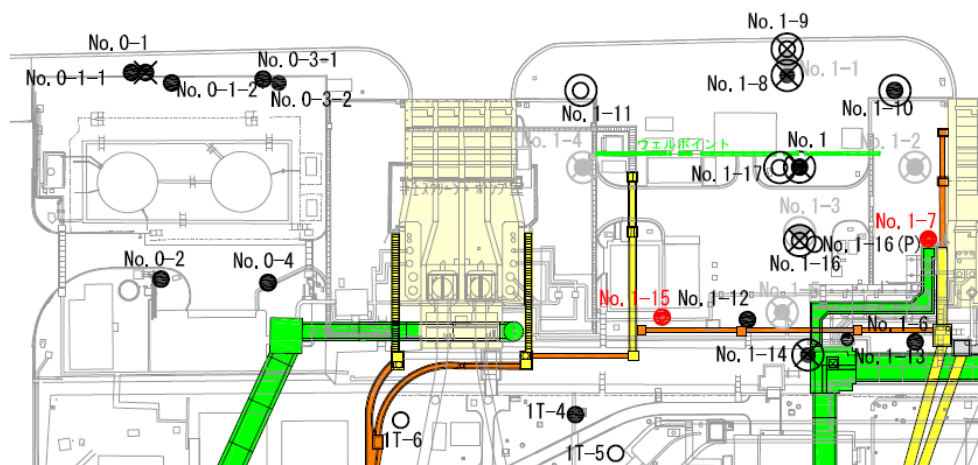 No. 1-9
No. 0-1
No. 0-3-1
No. 0-1-1
No. 0-1-2
No. 0-3-2
No. 1-8
No. 1-1
No. 1-10
No. 1-11
No. 1-4
ウェルポイント
No. 1
No. 1-2
No. 1-17
No. 1-3
No. 1-7
No. 1-16(P)
No. 1-16
No. 0-2
No. 0-4
No. 1-15
No. 1-12
No. 1-5
No. 1-6
No. 1-14
No. 1-13
1T-4
1T-6
1T-5